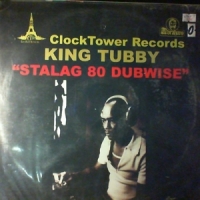 ClockTower Records
KING TUBBY
"STALAG 80 DUBWISE"